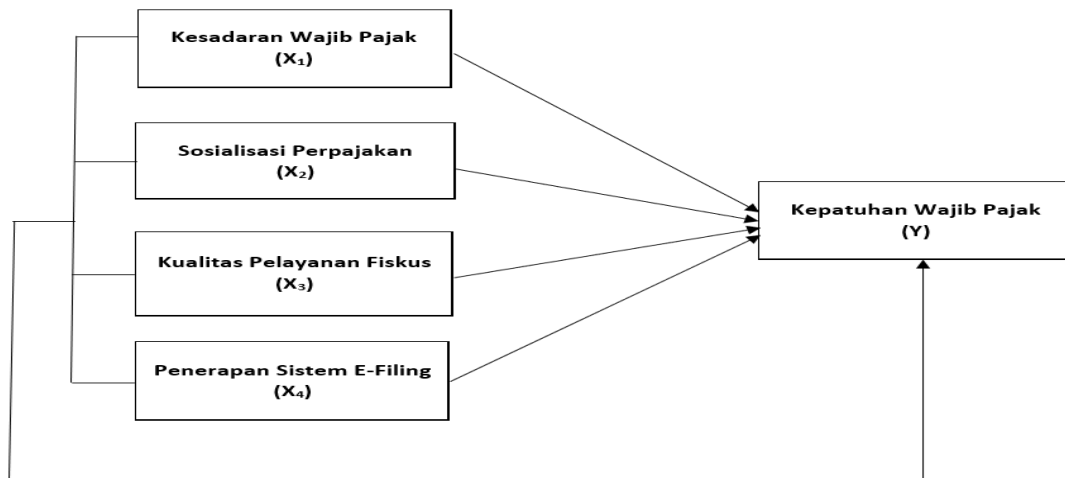 Kesadaran Wajib Pajak
(X₁)
Sosialisasi Perpajakan
(X₂)
Kualitas Pelayanan Fiskus
(X₃)
Penerapan Sistem E-Filing
(X₄)
Kepatuhan Wajib Pajak
(Y)